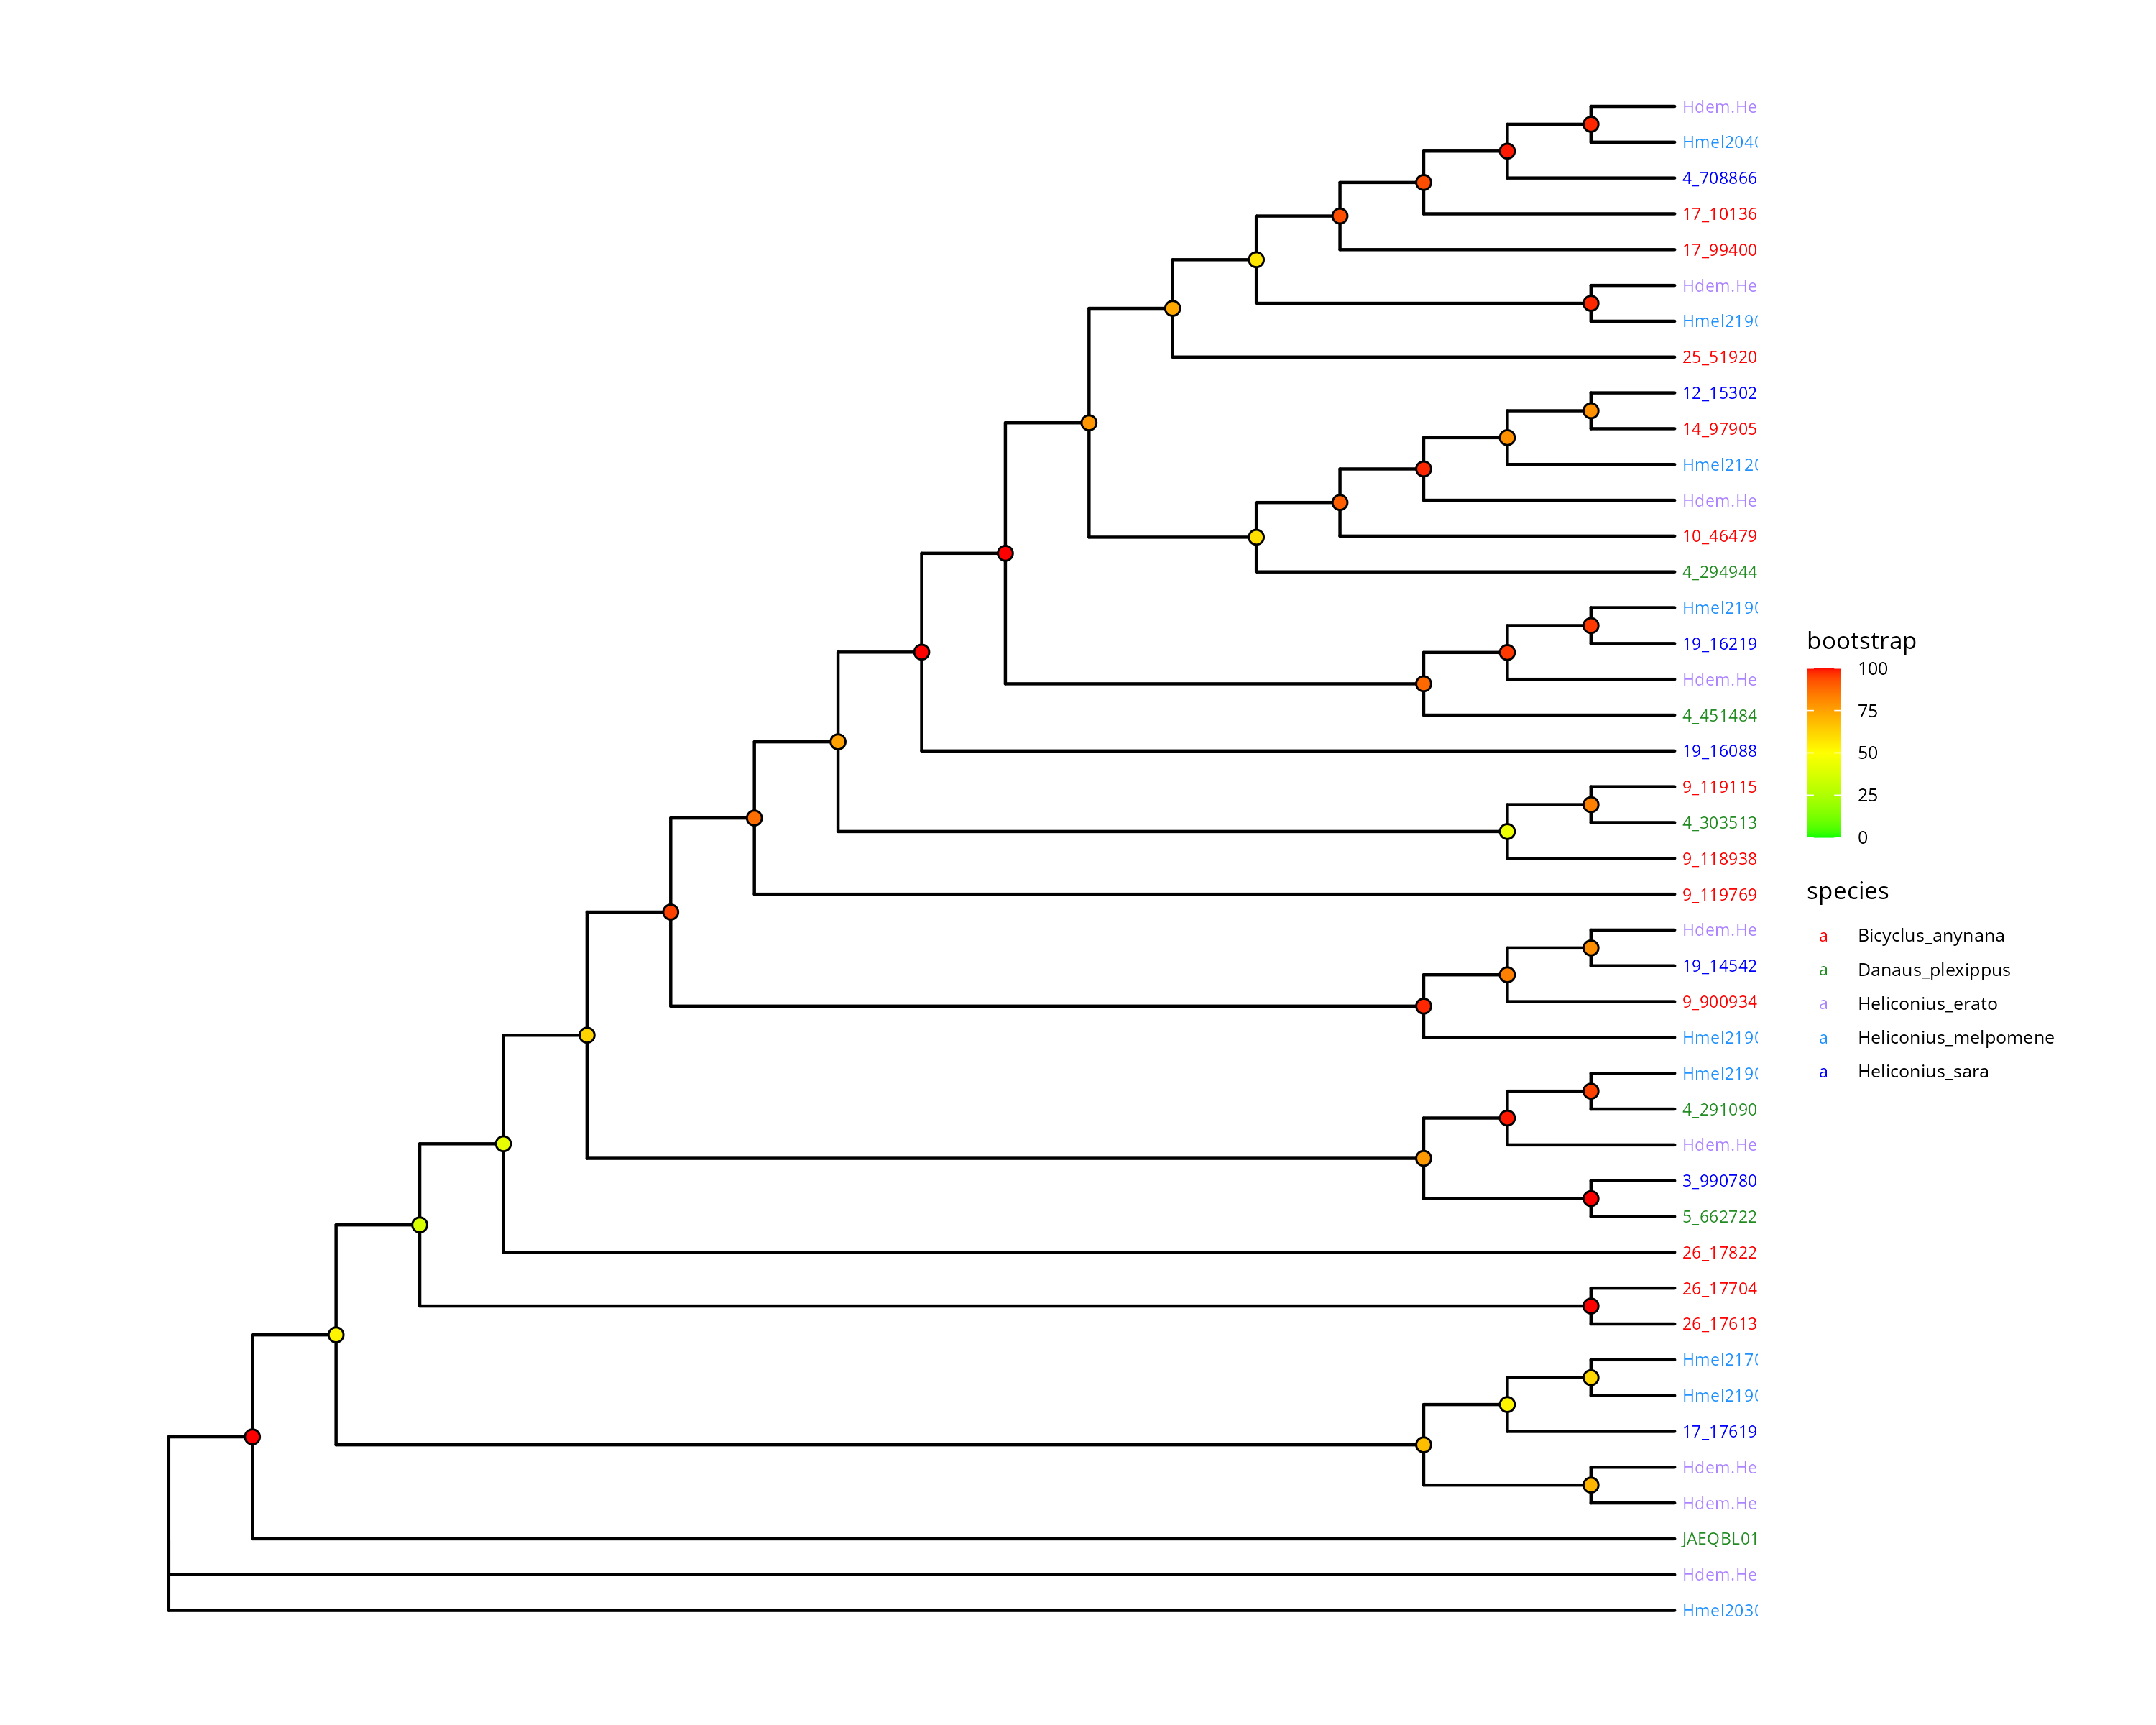 Hdem.He
Hmel204
4_708866
17_10136
17_99400
Hdem.He
Hmel219
25_51920
12_15302
14_97905
Hmel212
Hdem.He
10_46479
4_294944
Hmel219
19_16219
Hdem.He
4_451484
19_16088
9_119115
4_303513
9_118938
9_119769
Hdem.He
19_14542
9_900934
Hmel219
Hmel219
4_291090
Hdem.He
3_990780
5_662722
26_17822
26_17704
26_17613
Hmel217
Hmel219
17_17619
Hdem.He
Hdem.He
JAEQBL01
Hdem.He
Hmel203
bootstrap
100
75
50
25
0
species
a Bicyclus_anynana
a Danaus_plexippus
a Heliconius_erato
a Heliconius_melpomene
a Heliconius_sara